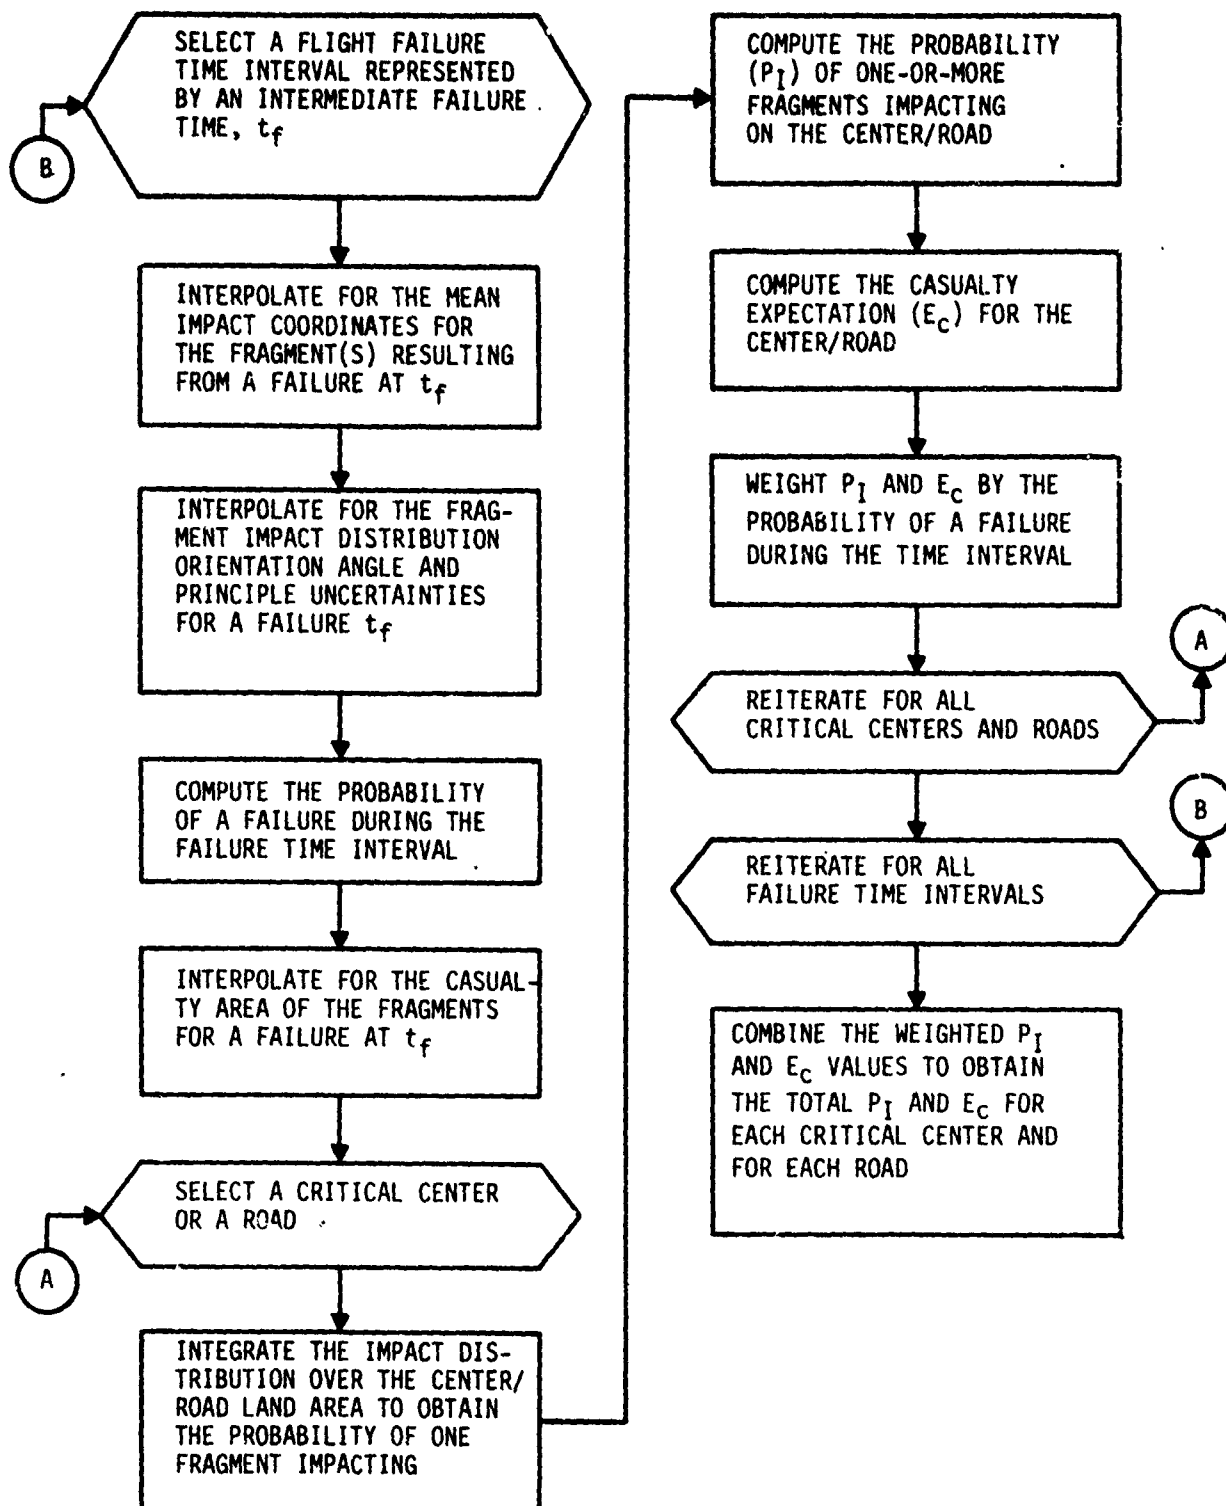 SELECT A FLIGHT FAILURE
TIME INTERVAL REPRESENTED
BY AN INTERMEDIATE FAILURE
TIME, tf
B
INTERPOLATE FOR THE MEAN
IMPACT COORDINATES FOR
THE FRAGMENT(S) RESULTING
FROM A FAILURE AT tf
INTERPOLATE FOR THE FRAG-
MENT IMPACT DISTRIBUTION
ORIENTATION ANGLE AND
PRINCIPLE UNCERTAINTIES
FOR A FAILURE tf
COMPUTE THE PROBABILITY
OF A FAILURE DURING THE
FAILURE TIME INTERVAL
INTERPOLATE FOR THE CASUAL-
TY AREA OF THE FRAGMENTS
FOR A FAILURE AT tf
SELECT A CRITICAL CENTER
OR A ROAD
A
INTEGRATE THE IMPACT DIS-
TRIBUTION OVER THE CENTER/
ROAD LAND AREA TO OBTAIN
THE PROBABILITY OF ONE
FRAGMENT IMPACTING
COMPUTE THE PROBABILITY
(PI) OF ONE-OR-MORE
FRAGMENTS IMPACTING
ON THE CENTER/ROAD
COMPUTE THE CASUALTY
EXPECTATION (EC) FOR THE
CENTER/ROAD
WEIGHT PI AND EC BY THE
PROBABILITY OF A FAILURE
DURING THE TIME INTERVAL
A
REITERATE FOR ALL
CRITICAL CENTERS AND ROADS
B
REITERATE FOR ALL
FAILURE TIME INTERVALS
COMBINE THE WEIGHTED PI
AND EC VALUES TO OBTAIN
THE TOTAL PI AND EC FOR
EACH CRITICAL CENTER AND
FOR EACH ROAD